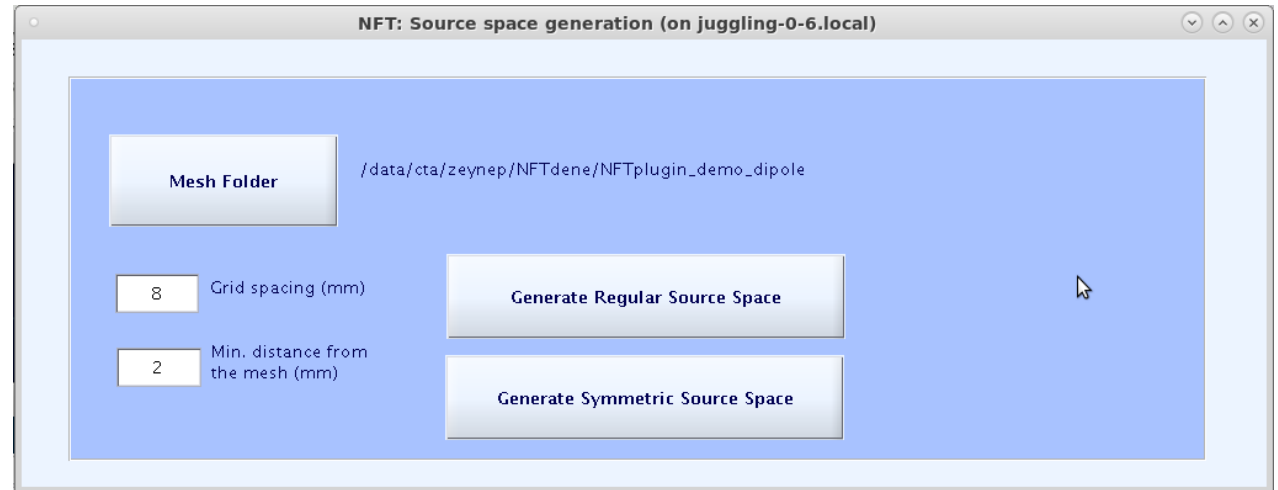 NFT: Source space generation (on juggling-0-6.local)
Mesh Folder
/data/cta/zeynep/NFTdene/NFTplugin_demo_dipole
8
Grid spacing (mm)
Generate Regular Source Space
2
Min. distance from
the mesh (mm)
Generate Symmetric Source Space